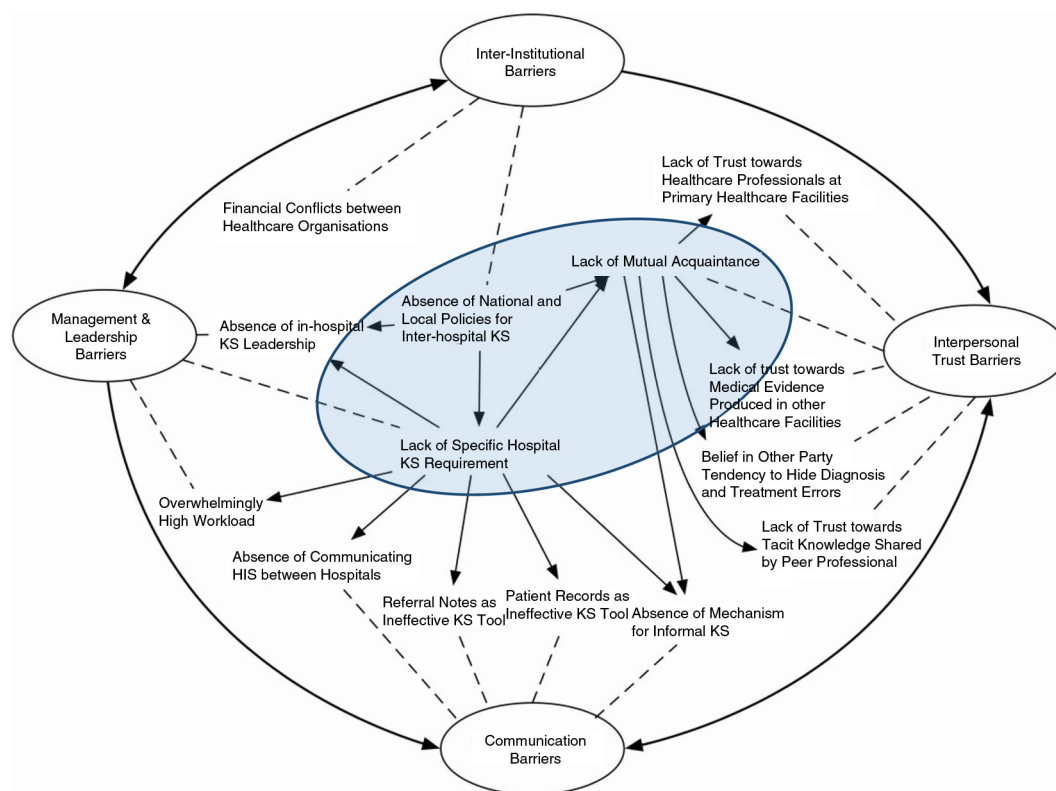 Inter-Institutional
Barriers
Lack of Trust towards
Healthcare Professionals at
Primary Healthcare Facilities
Financial Conflicts between
Healthcare Organisations
Lack of Mutual Acquaintance
Absence of National and
Local Policies for
Inter-hospital KS
Management &
Leadership
Barriers
Absence of in-hospital
KS Leadership
Interpersonal
Trust Barriers
Lack of trust towards
Medical Evidence
Produced in other
Healthcare Facilities
Lack of Specific Hospital
KS Requirement
Belief in Other Party
Tendency to Hide Diagnosis
and Treatment Errors
Overwhelmingly
High Workload
Lack of Trust towards
Tacit Knowledge Shared
by Peer Professional
Absence of Communicating
HIS between Hospitals
Referral Notes as
Ineffective KS Tool
Patient Records as
Ineffective KS Tool
Absence of Mechanism
for Informal KS
Communication
Barriers